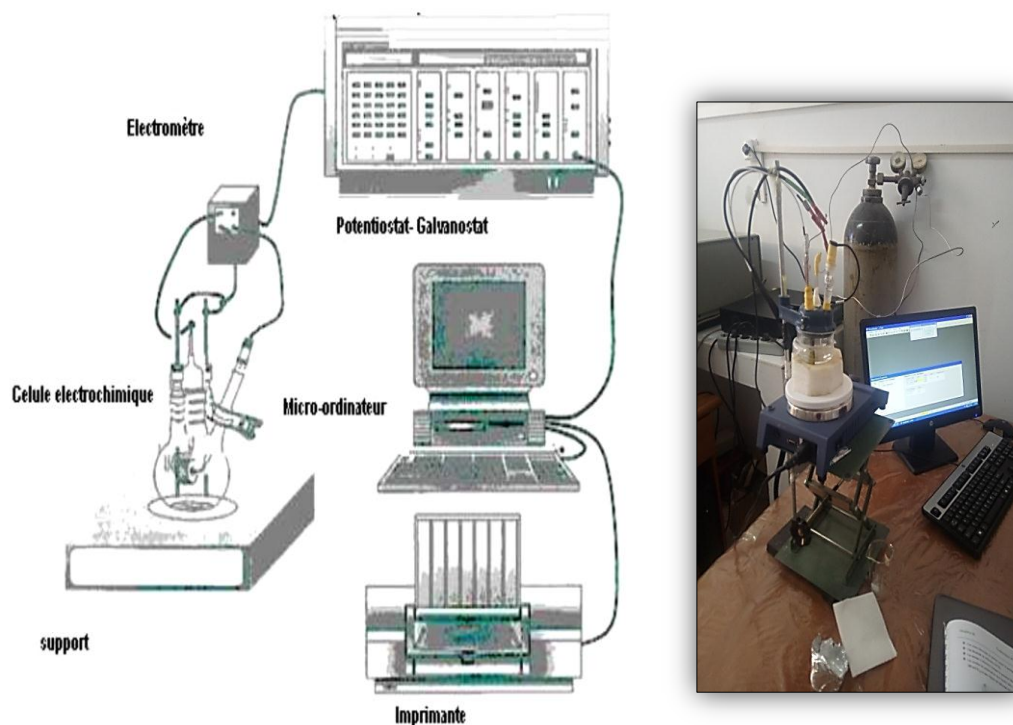 Electromètre
Potentiostat- Galvanostat
Celule electrochimique
Micro-ordinateur
support
Imprimante